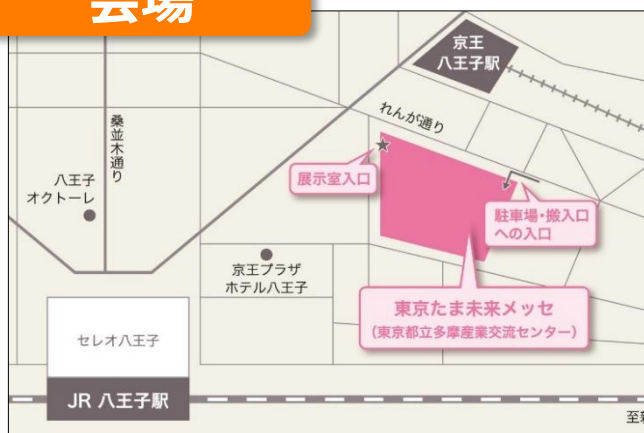 会場
京王
八王子駅
れんが通り
桑並木通り
展示室入口
八王子
オクトーレ
駐車場・搬入口
への入口
京王プラザ
ホテル八王子
東京たま未来メッセ
（東京都立多摩産業交流センター）
セレオ八王子
JR 八王子駅